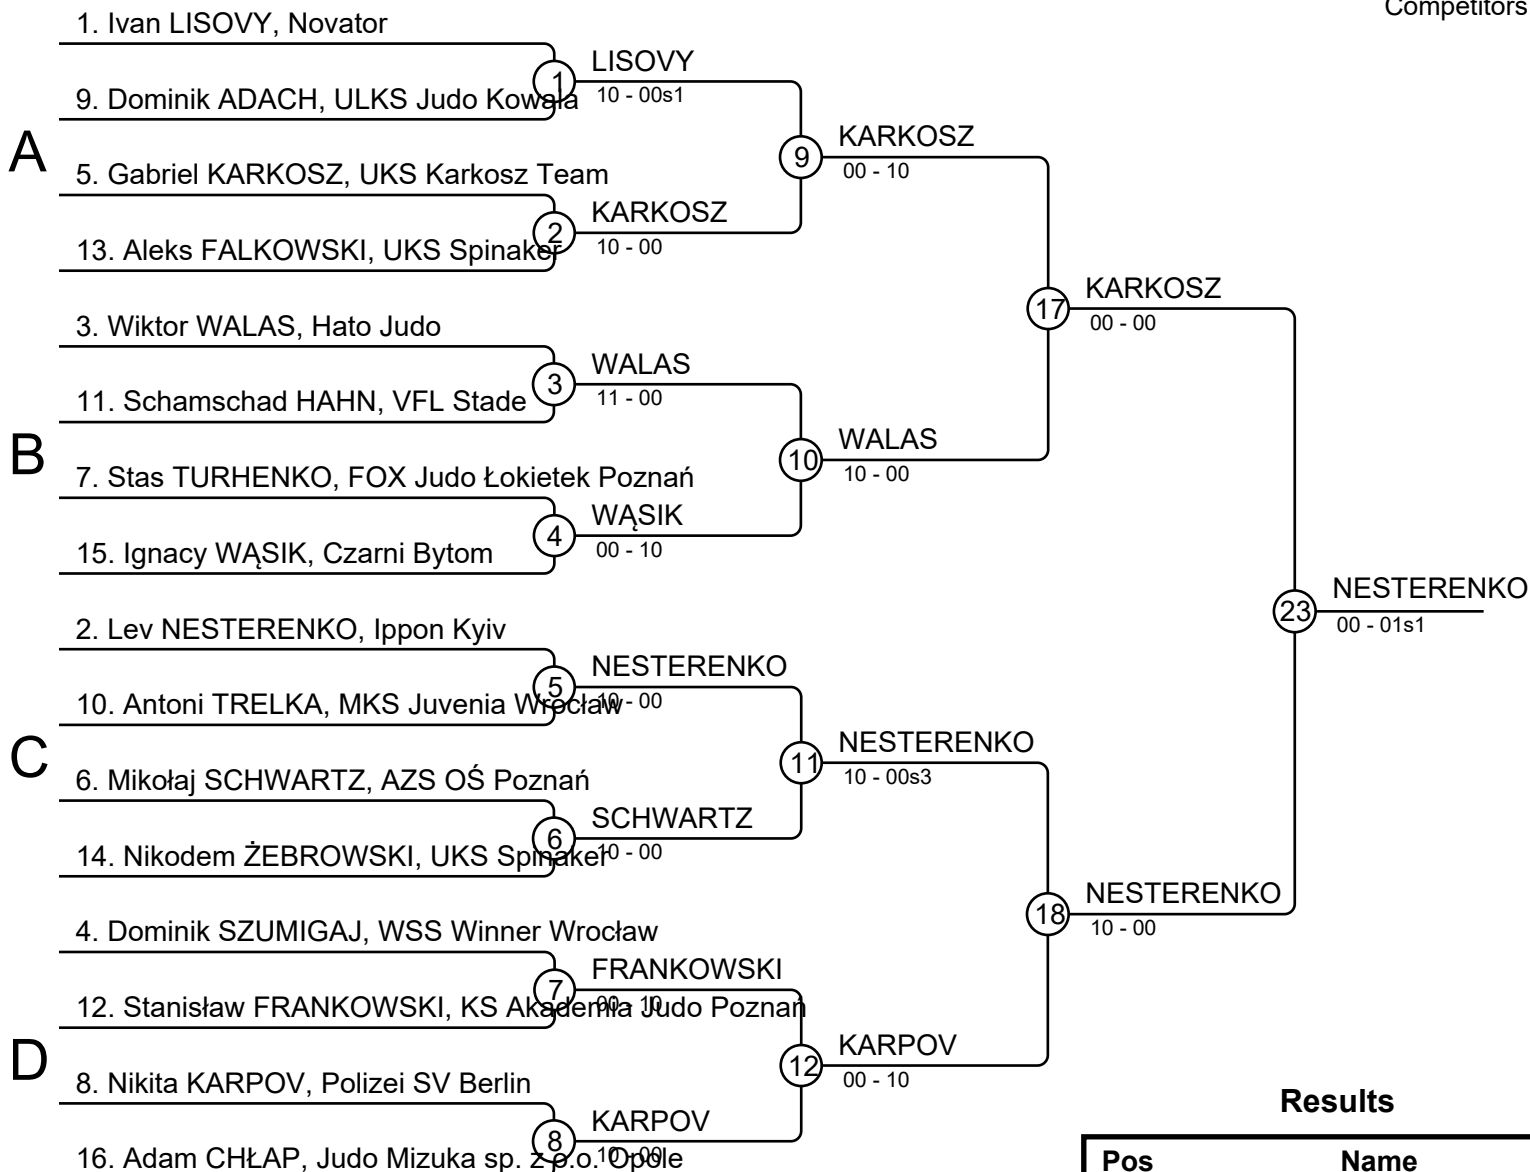 Competitors
1. Ivan LISOVY, Novator
LISOVY
1
10 - 00s1
9. Dominik ADACH, ULKS Judo Kowala
A
KARKOSZ
9
00 - 10
5. Gabriel KARKOSZ, UKS Karkosz Team
KARKOSZ
2
10 - 00
13. Aleks FALKOWSKI, UKS Spinaker
KARKOSZ
17
00 - 00
3. Wiktor WALAS, Hato Judo
WALAS
3
11 - 00
11. Schamschad HAHN, VFL Stade
B
WALAS
10
10 - 00
7. Stas TURHENKO, FOX Judo Łokietek Poznań
WĄSIK
4
00 - 10
15. Ignacy WĄSIK, Czarni Bytom
NESTERENKO
23
00 - 01s1
2. Lev NESTERENKO, Ippon Kyiv
NESTERENKO
5
10 - 00
10. Antoni TRELKA, MKS Juvenia Wrocław
C
NESTERENKO
11
10 - 00s3
6. Mikołaj SCHWARTZ, AZS OŚ Poznań
SCHWARTZ
6
10 - 00
14. Nikodem ŻEBROWSKI, UKS Spinaker
NESTERENKO
18
10 - 00
4. Dominik SZUMIGAJ, WSS Winner Wrocław
FRANKOWSKI
7
00 - 10
12. Stanisław FRANKOWSKI, KS Akademia Judo Poznań
D
KARPOV
12
00 - 10
8. Nikita KARPOV, Polizei SV Berlin
KARPOV
8
10 - 00
16. Adam CHŁAP, Judo Mizuka sp. z o.o. Opole
Results
Pos Name